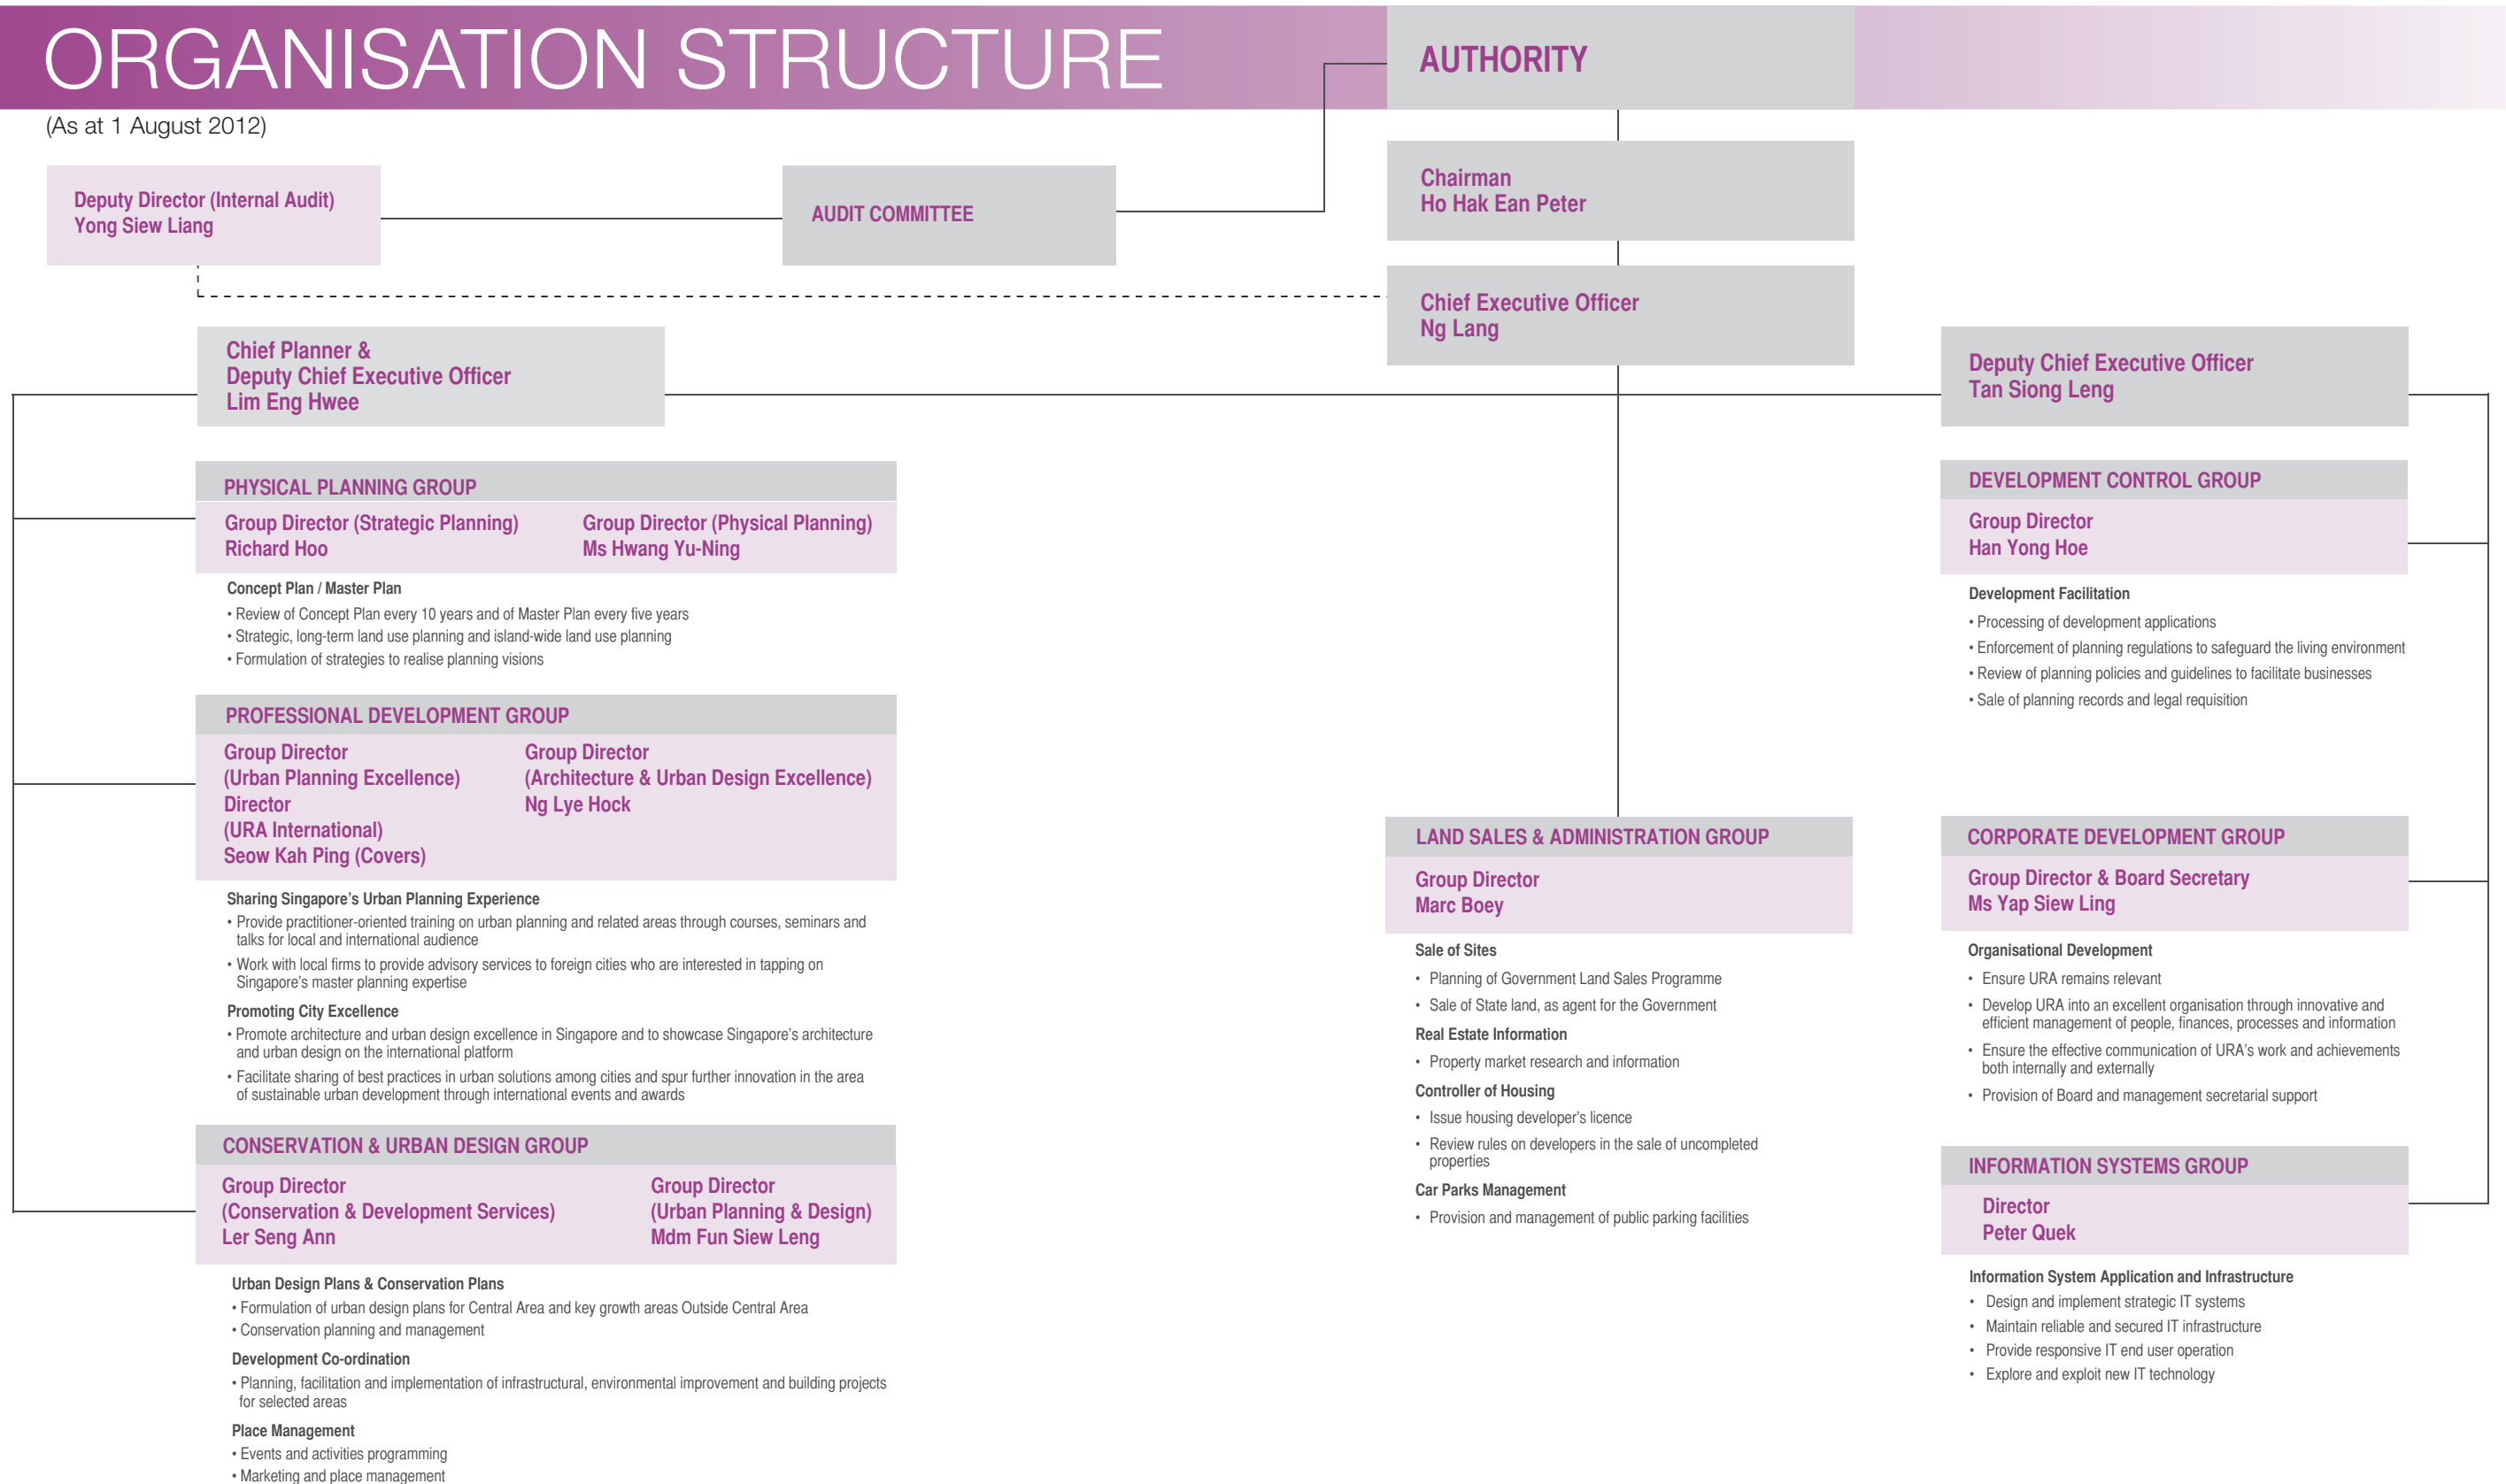 ORGANISATION STRUCTURE
(As at 1 August 2012)
AUTHORITY
Chairman
Ho Hak Ean Peter
Deputy Director (Internal Audit)
Yong Siew Liang
AUDIT COMMITTEE
Chief Executive Officer
Ng Lang
Chief Planner &
Deputy Chief Executive Officer
Lim Eng Hwee
Deputy Chief Executive Officer
Tan Siong Leng
PHYSICAL PLANNING GROUP
Group Director (Strategic Planning)
Richard Hoo
Group Director (Physical Planning)
Ms Hwang Yu-Ning
Concept Plan / Master Plan
• Review of Concept Plan every 10 years and of Master Plan every five years
• Strategic, long-term land use planning and island-wide land use planning
• Formulation of strategies to realise planning visions
PROFESSIONAL DEVELOPMENT GROUP
Group Director
(Urban Planning Excellence)
Director
(URA International)
Seow Kah Ping (Covers)
Group Director
(Architecture & Urban Design Excellence)
Ng Lye Hock
Sharing Singapore's Urban Planning Experience
• Provide practitioner-oriented training on urban planning and related areas through courses, seminars and
talks for local and international audience
• Work with local firms to provide advisory services to foreign cities who are interested in tapping on
Singapore's master planning expertise
Promoting City Excellence
• Promote architecture and urban design excellence in Singapore and to showcase Singapore's architecture
and urban design on the international platform
• Facilitate sharing of best practices in urban solutions among cities and spur further innovation in the area
of sustainable urban development through international events and awards
CONSERVATION & URBAN DESIGN GROUP
Group Director
(Conservation & Development Services)
Ler Seng Ann
Group Director
(Urban Planning & Design)
Mdm Fun Siew Leng
Urban Design Plans & Conservation Plans
• Formulation of urban design plans for Central Area and key growth areas Outside Central Area
• Conservation planning and management
Development Co-ordination
• Planning, facilitation and implementation of infrastructural, environmental improvement and building projects
for selected areas
Place Management
• Events and activities programming
• Marketing and place management
LAND SALES & ADMINISTRATION GROUP
Group Director
Marc Boey
Sale of Sites
• Planning of Government Land Sales Programme
• Sale of State land, as agent for the Government
Real Estate Information
• Property market research and information
Controller of Housing
• Issue housing developer's licence
• Review rules on developers in the sale of uncompleted
properties
Car Parks Management
• Provision and management of public parking facilities
DEVELOPMENT CONTROL GROUP
Group Director
Han Yong Hoe
Development Facilitation
• Processing of development applications
• Enforcement of planning regulations to safeguard the living environment
• Review of planning policies and guidelines to facilitate businesses
• Sale of planning records and legal requisition
CORPORATE DEVELOPMENT GROUP
Group Director & Board Secretary
Ms Yap Siew Ling
Organisational Development
• Ensure URA remains relevant
• Develop URA into an excellent organisation through innovative and
efficient management of people, finances, processes and information
• Ensure the effective communication of URA's work and achievements
both internally and externally
• Provision of Board and management secretarial support
INFORMATION SYSTEMS GROUP
Director
Peter Quek
Information System Application and Infrastructure
• Design and implement strategic IT systems
• Maintain reliable and secured IT infrastructure
• Provide responsive IT end user operation
• Explore and exploit new IT technology